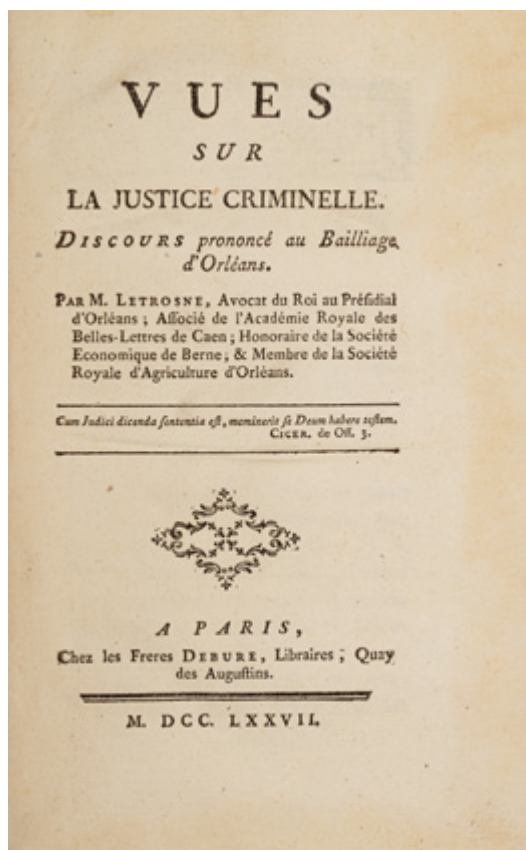 VUES
SUR
LA JUSTICE CRIMINELLE.
DISCOURS prononcé au Bailliage
d'Orléans.
PAR M. LETROSNE, Avocat du Roi au Préſidial
d'Orléans ; Aſſocié de l'Académie Royale des
Belles-Lettres de Caen ; Honoraire de la Société
Economique de Berne ; & Membre de la Société
Royale d'Agriculture d'Orléans.
Cum Judici dicenda ſententia eſt, meminerit ſe Deum habere teſtem.
CICER. de Off. 3.
A PARIS,
Chez les Freres DEBURE, Libraires ; Quay
des Auguſtins.
M. DCC. LXXVII.